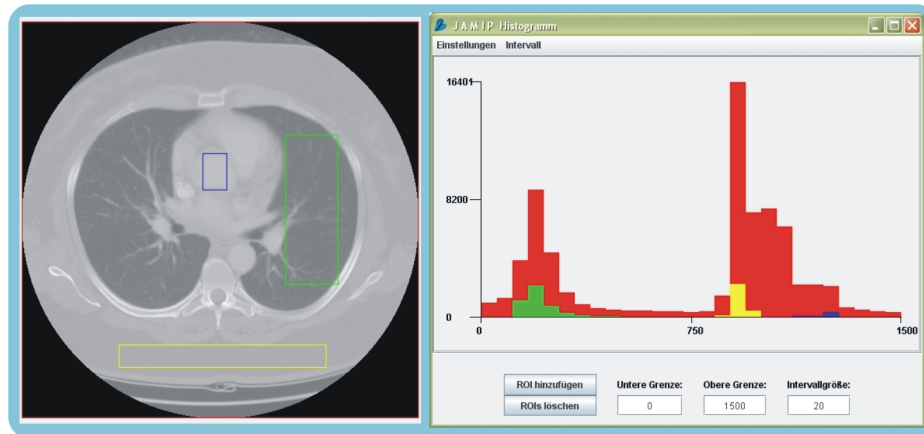 J A M I P Histogramm
Einstellungen Intervall
16401
8200
0
0 750 1500
ROI hinzufügen Untere Grenze: Obere Grenze: Intervallgröße:
ROIs löschen 0 1500 20